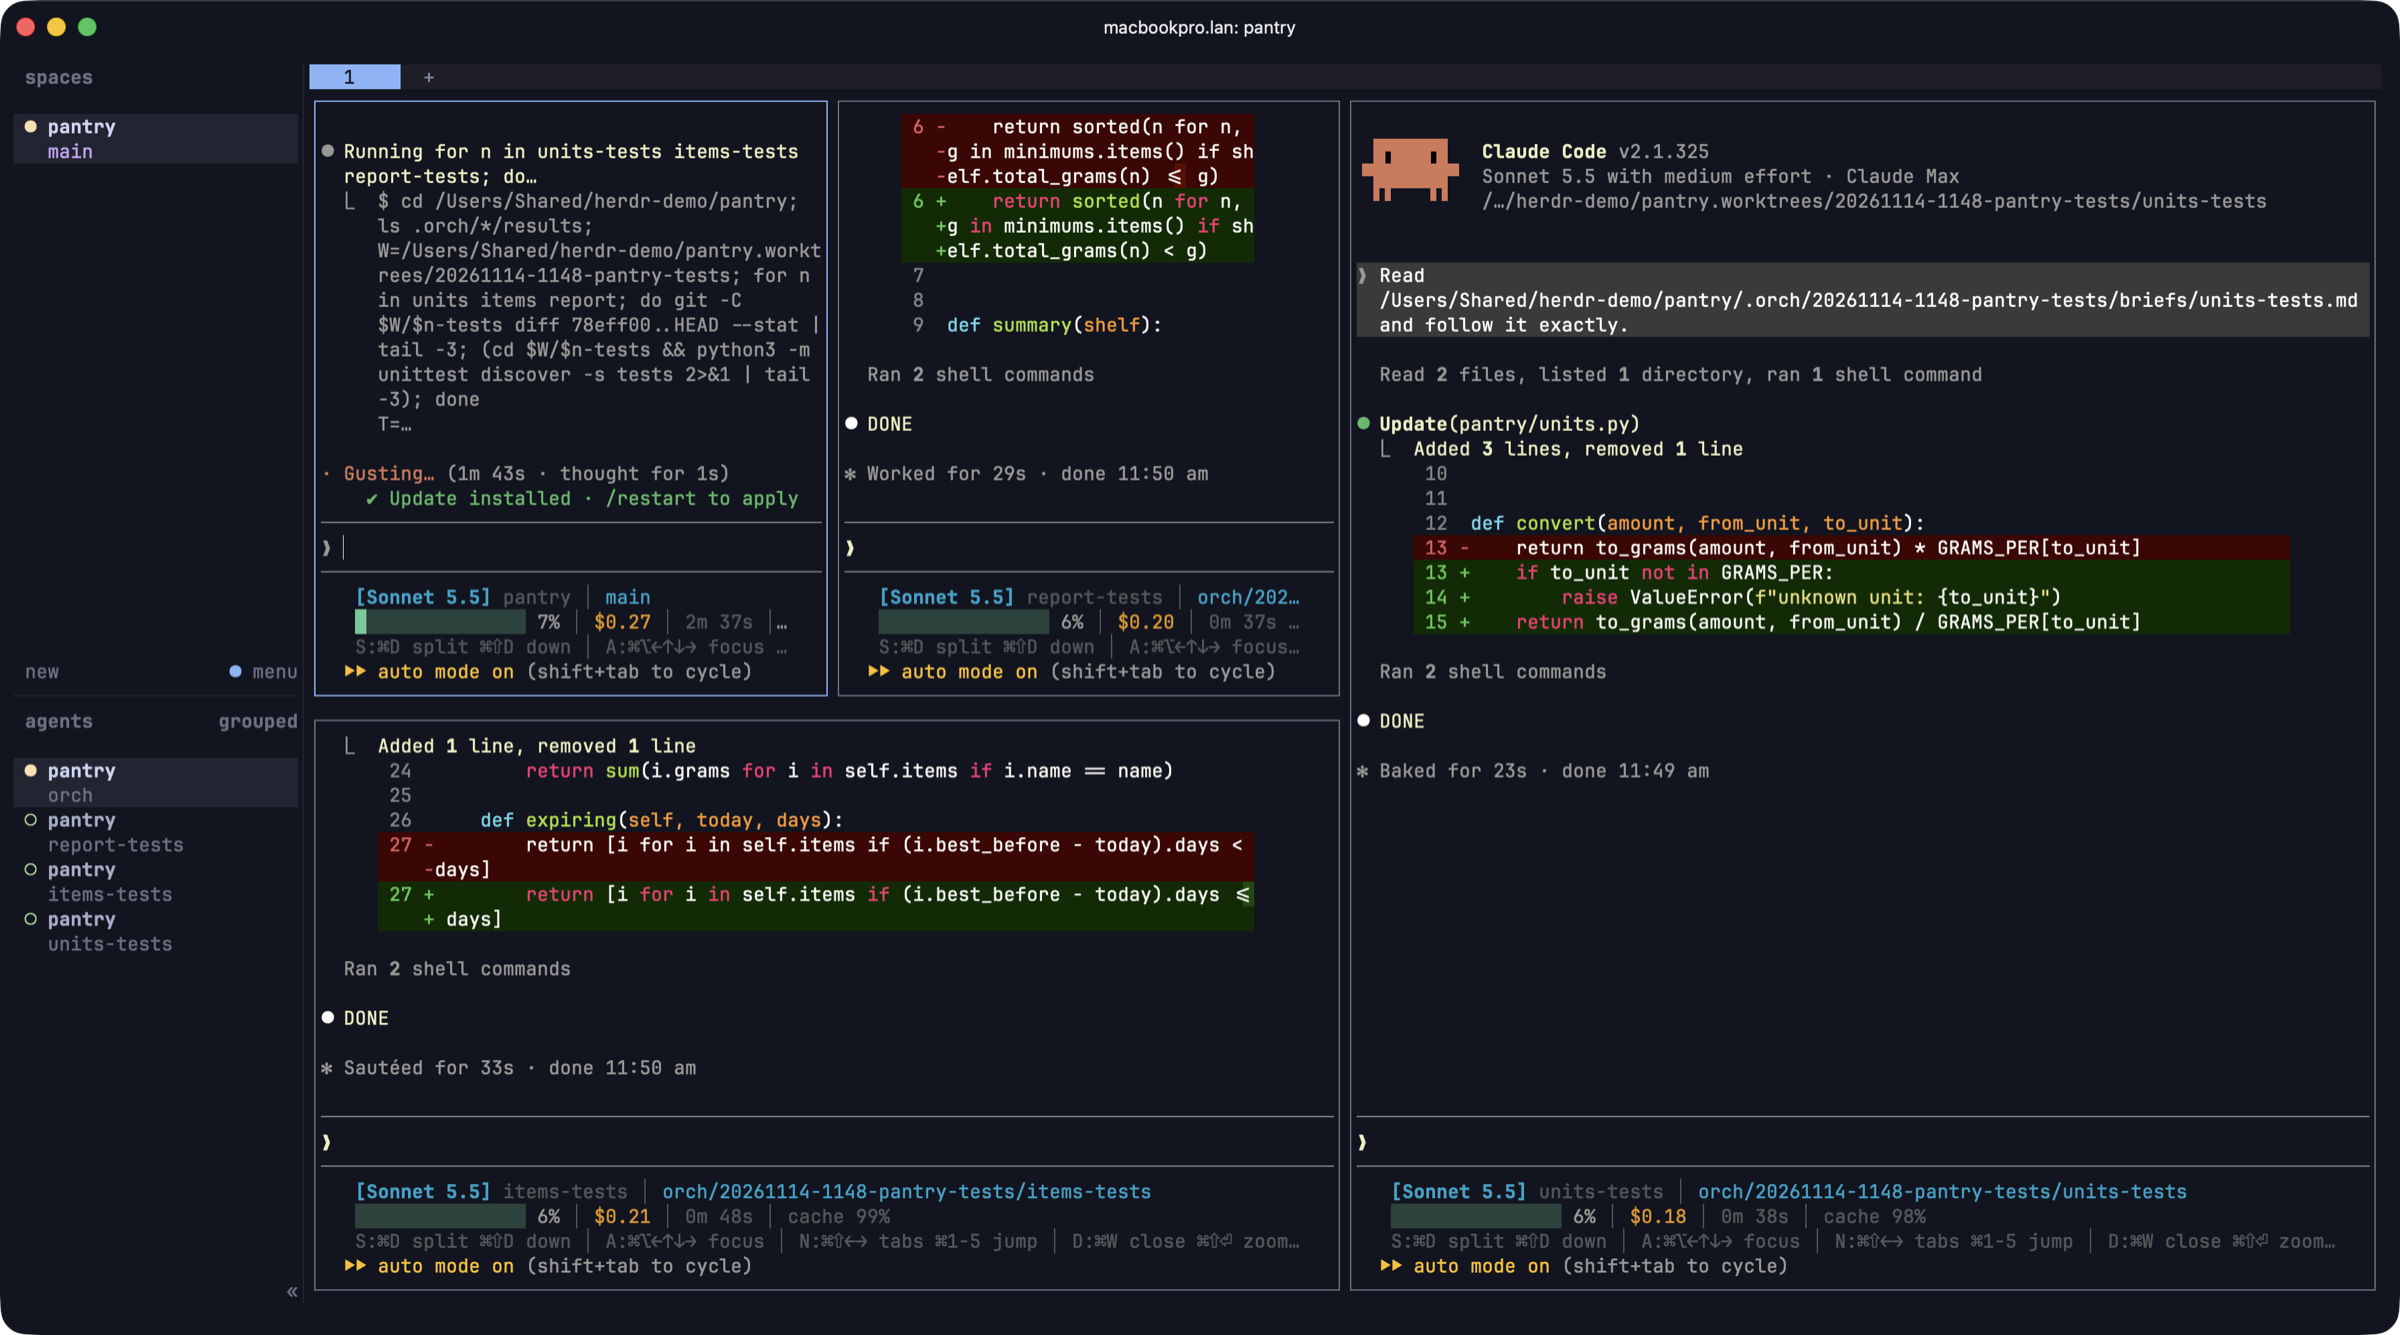 macbookpro.lan: pantry
spaces
pantry
main
new
menu
agents
grouped
pantry
orch
pantry
report-tests
pantry
items-tests
pantry
units-tests
«
1 +
Running for n in units-tests items-tests
report-tests; do…
$ cd /Users/Shared/herdr-demo/pantry;
ls .orch/*/results;
W=/Users/Shared/herdr-demo/pantry.workt
rees/20261114-1148-pantry-tests; for n
in units items report; do git -C
$W/$n-tests diff 78eff00..HEAD --stat |
tail -3; (cd $W/$n-tests && python3 -m
unittest discover -s tests 2>&1 | tail
-3); done
T=…
· Gusting… (1m 43s · thought for 1s)
✔ Update installed · /restart to apply
❯
[Sonnet 5.5] pantry │ main
7% │ $0.27 │ 2m 37s │…
S:⌘D split ⌘⇧D down │ A:⌘⌥←↑↓→ focus …
▶▶ auto mode on (shift+tab to cycle)
6 -     return sorted(n for n,
-g in minimums.items() if sh
-elf.total_grams(n) <= g)
6 +     return sorted(n for n,
+g in minimums.items() if sh
+elf.total_grams(n) < g)
7
8
9  def summary(shelf):
Ran 2 shell commands
● DONE
✻ Worked for 29s · done 11:50 am
❯
[Sonnet 5.5] report-tests │ orch/202…
6% │ $0.20 │ 0m 37s …
S:⌘D split ⌘⇧D down │ A:⌘⌥←↑↓→ focus…
▶▶ auto mode on (shift+tab to cycle)
Added 1 line, removed 1 line
24          return sum(i.grams for i in self.items if i.name == name)
25
26      def expiring(self, today, days):
27 -        return [i for i in self.items if (i.best_before - today).days <
-days]
27 +        return [i for i in self.items if (i.best_before - today).days <=
+ days]
Ran 2 shell commands
● DONE
✻ Sautéed for 33s · done 11:50 am
❯
[Sonnet 5.5] items-tests │ orch/20261114-1148-pantry-tests/items-tests
6% │ $0.21 │ 0m 48s │ cache 99%
S:⌘D split ⌘⇧D down │ A:⌘⌥←↑↓→ focus │ N:⌘⇧←→ tabs ⌘1-5 jump │ D:⌘W close ⌘⇧⏎ zoom…
▶▶ auto mode on (shift+tab to cycle)
Claude Code v2.1.325
Sonnet 5.5 with medium effort · Claude Max
/…/herdr-demo/pantry.worktrees/20261114-1148-pantry-tests/units-tests
❯ Read
/Users/Shared/herdr-demo/pantry/.orch/20261114-1148-pantry-tests/briefs/units-tests.md
and follow it exactly.
Read 2 files, listed 1 directory, ran 1 shell command
● Update(pantry/units.py)
Added 3 lines, removed 1 line
10
11
12  def convert(amount, from_unit, to_unit):
13 -    return to_grams(amount, from_unit) * GRAMS_PER[to_unit]
13 +    if to_unit not in GRAMS_PER:
14 +        raise ValueError(f"unknown unit: {to_unit}")
15 +    return to_grams(amount, from_unit) / GRAMS_PER[to_unit]
Ran 2 shell commands
● DONE
✻ Baked for 23s · done 11:49 am
❯
[Sonnet 5.5] units-tests │ orch/20261114-1148-pantry-tests/units-tests
6% │ $0.18 │ 0m 38s │ cache 98%
S:⌘D split ⌘⇧D down │ A:⌘⌥←↑↓→ focus │ N:⌘⇧←→ tabs ⌘1-5 jump │ D:⌘W close ⌘⇧⏎ zoom…
▶▶ auto mode on (shift+tab to cycle)